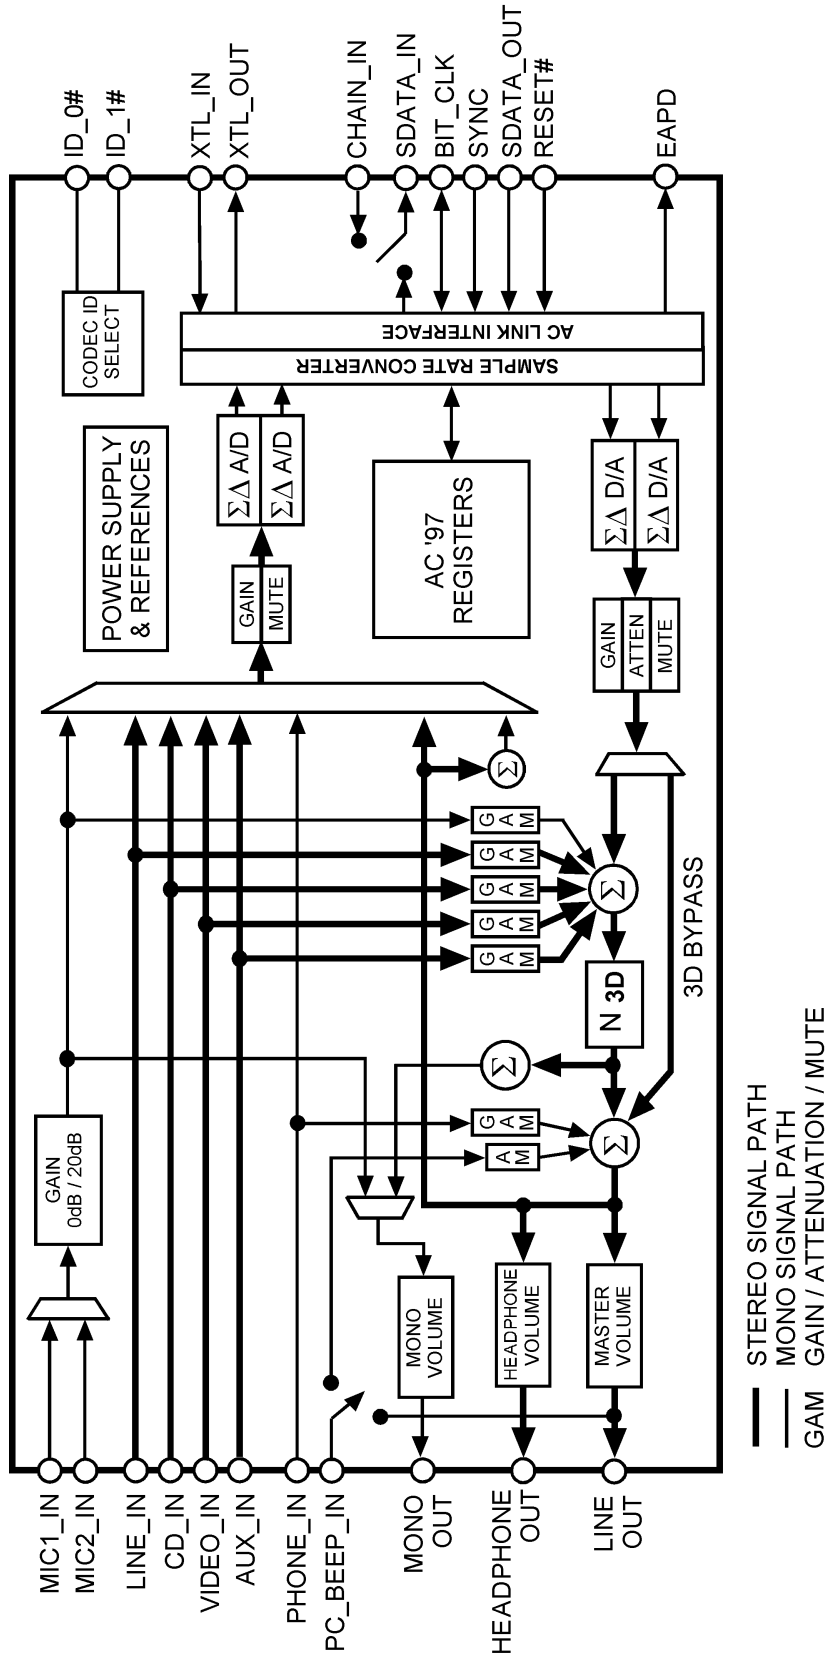 MIC1_IN
MIC2_IN
LINE_IN
CD_IN
VIDEO_IN
AUX_IN
PHONE_IN
PC_BEEP_IN
MONO
OUT
HEADPHONE
OUT
LINE
OUT
GAIN
0dB / 20dB
MONO
VOLUME
HEADPHONE
VOLUME
MASTER
VOLUME
G A M
A M
Σ
Σ
N 3D
3D BYPASS
G A M
G A M
G A M
G A M
G A M
Σ
Σ
POWER SUPPLY
& REFERENCES
GAIN
MUTE
ΣΔ A/D
ΣΔ A/D
AC '97
REGISTERS
GAIN
ATTEN
MUTE
ΣΔ D/A
ΣΔ D/A
CODEC ID
SELECT
SAMPLE RATE CONVERTER
AC LINK INTERFACE
ID_0#
ID_1#
XTL_IN
XTL_OUT
CHAIN_IN
SDATA_IN
BIT_CLK
SYNC
SDATA_OUT
RESET#
EAPD
STEREO SIGNAL PATH
MONO SIGNAL PATH
GAM GAIN / ATTENUATION / MUTE